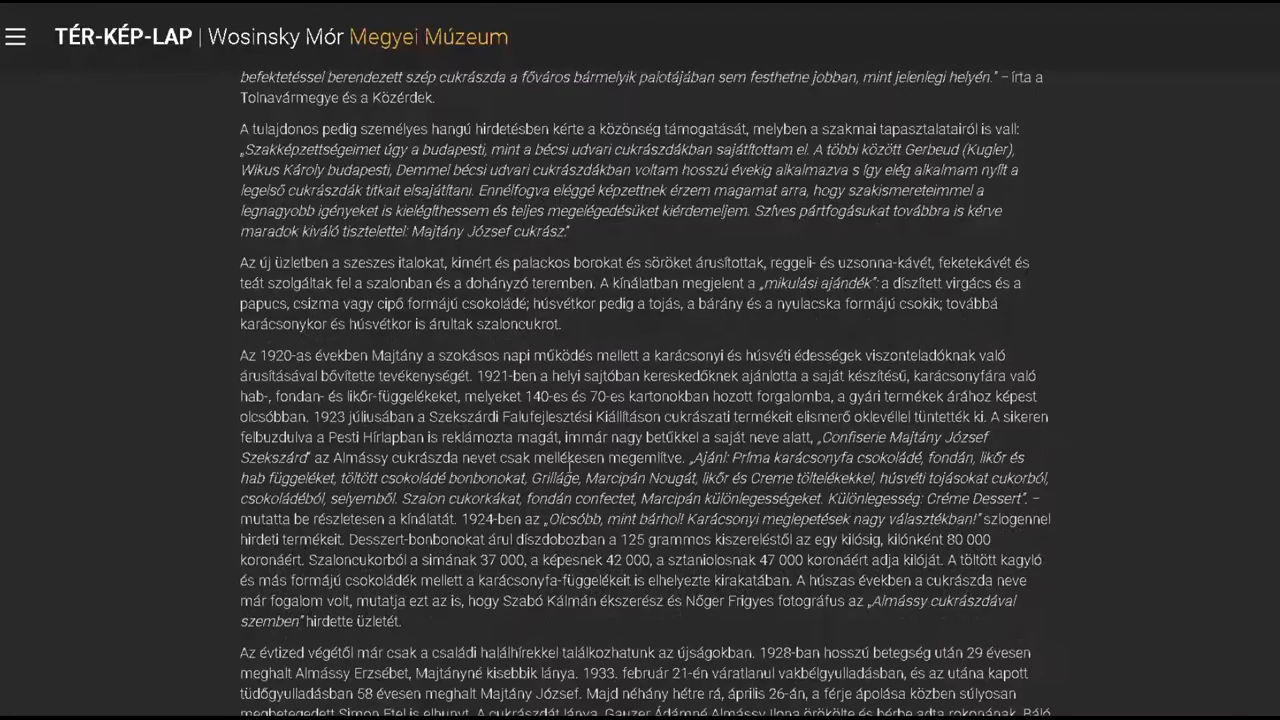 TÉR-KÉP-LAP | Wosinsky Mór Megyei Múzeum
befektetéssel berendezett szép cukrászda a főváros bármelyik palotájában sem festhetne jobban, mint jelenlegi helyén.” – írta a
Tolnavármegye és a Közérdek.
A tulajdonos pedig személyes hangú hirdetésben kérte a közönség támogatását, melyben a szakmai tapasztalatairól is vall:
„Szakképzettségeimet úgy a budapesti, mint a bécsi udvari cukrászdákban sajátítottam el. A többi között Gerbeud (Kugler),
Wikus Károly budapesti, Demmel bécsi udvari cukrászdákban voltam hosszú évekig alkalmazva s így elég alkalmam nyílt a
legelső cukrászdák titkait elsajátítani. Ennélfogva eléggé képzettnek érzem magamat arra, hogy szakismereteimmel a
legnagyobb igényeket is kielégíthessem és teljes megelégedésüket kiérdemeljem. Szíves pártfogásukat továbbra is kérve
maradok kiváló tisztelettel: Majtány József cukrász.”
Az új üzletben a szeszes italokat, kimért és palackos borokat és söröket árusítottak, reggeli- és uzsonna-kávét, feketekávét és
teát szolgáltak fel a szalonban és a dohányzó teremben. A kínálatban megjelent a „mikulási ajándék”: a díszített virgács és a
papucs, csizma vagy cipő formájú csokoládé; húsvétkor pedig a tojás, a bárány és a nyulacska formájú csokik; továbbá
karácsonykor és húsvétkor is árultak szaloncukrot.
Az 1920-as években Majtány a szokásos napi működés mellett a karácsonyi és húsvéti édességek viszonteladóknak való
árusításával bővítette tevékenységét. 1921-ben a helyi sajtóban kereskedőknek ajánlotta a saját készítésű, karácsonyfára való
hab-, fondan- és likőr-függelékeket, melyeket 140-es és 70-es kartonokban hozott forgalomba, a gyári termékek árához képest
olcsóbban. 1923 júliusában a Szekszárdi Falufejlesztési Kiállításon cukrászati termékeit elismerő oklevéllel tüntették ki. A sikeren
felbuzdulva a Pesti Hírlapban is reklámozta magát, immár nagy betűkkel a saját neve alatt, „Confiserie Majtány József
Szekszárd” az Almássy cukrászda nevet csak mellékesen megemlítve. „Ajánl: Príma karácsonyfa csokoládé, fondán, likőr és
hab függeléket, töltött csokoládé bonbonokat, Grilláge, Marcipán Nougát, likőr és Creme töltelékekkel, húsvéti tojásokat cukorból,
csokoládéból, selyemből. Szalon cukorkákat, fondán confectet, Marcipán különlegességeket. Különlegesség: Créme Dessert”. –
mutatta be részletesen a kínálatát. 1924-ben az „Olcsóbb, mint bárhol! Karácsonyi meglepetések nagy választékban!” szlogennel
hirdeti termékeit. Desszert-bonbonokat árul díszdobozban a 125 grammos kiszereléstől az egy kilósig, kilónként 80 000
koronáért. Szaloncukorból a simának 37 000, a képesnek 42 000, a sztaniolosnak 47 000 koronáért adja kilóját. A töltött kagyló
és más formájú csokoládék mellett a karácsonyfa-függelékeit is elhelyezte kirakatában. A húszas években a cukrászda neve
már fogalom volt, mutatja ezt az is, hogy Szabó Kálmán ékszerész és Nőger Frigyes fotográfus az „Almássy cukrászdával
szemben” hirdette üzletét.
Az évtized végétől már csak a családi halálhírekkel találkozhatunk az újságokban. 1928-ban hosszú betegség után 29 évesen
meghalt Almássy Erzsébet, Majtányné kisebbik lánya. 1933. február 21-én váratlanul vakbélgyulladásban, és az utána kapott
tüdőgyulladásban 58 évesen meghalt Majtány József. Majd néhány hétre rá, április 26-án, a férje ápolása közben súlyosan
megbetegedett Simon Etel is elhunyt. A cukrászdát lánya, Gauzer Ádámné Almássy Ilona örökölte és bérbe adta rokonának, Báló